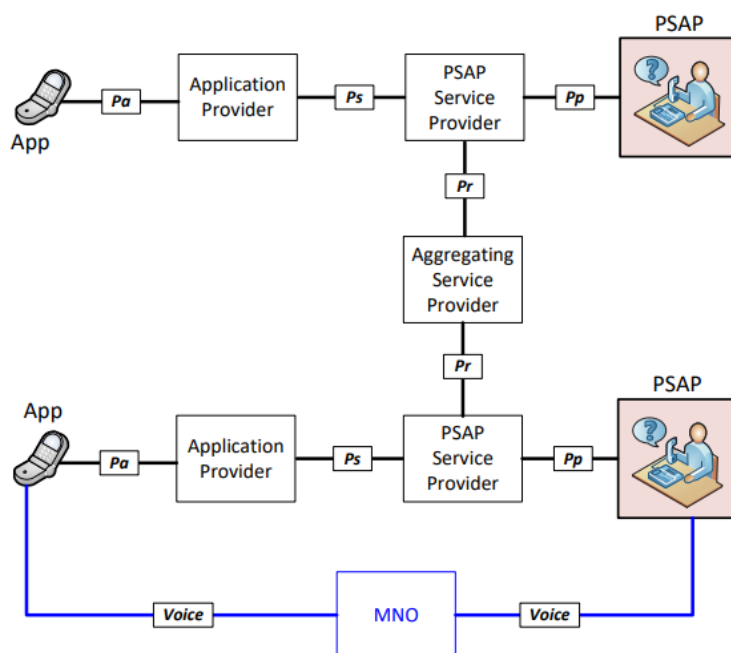 PSAP
App
Pa
Application
Provider
Ps
PSAP
Service
Provider
Pp
Pr
Aggregating
Service
Provider
Pr
App
PSAP
Pa
Application
Provider
Ps
PSAP
Service
Provider
Pp
Voice
MNO
Voice